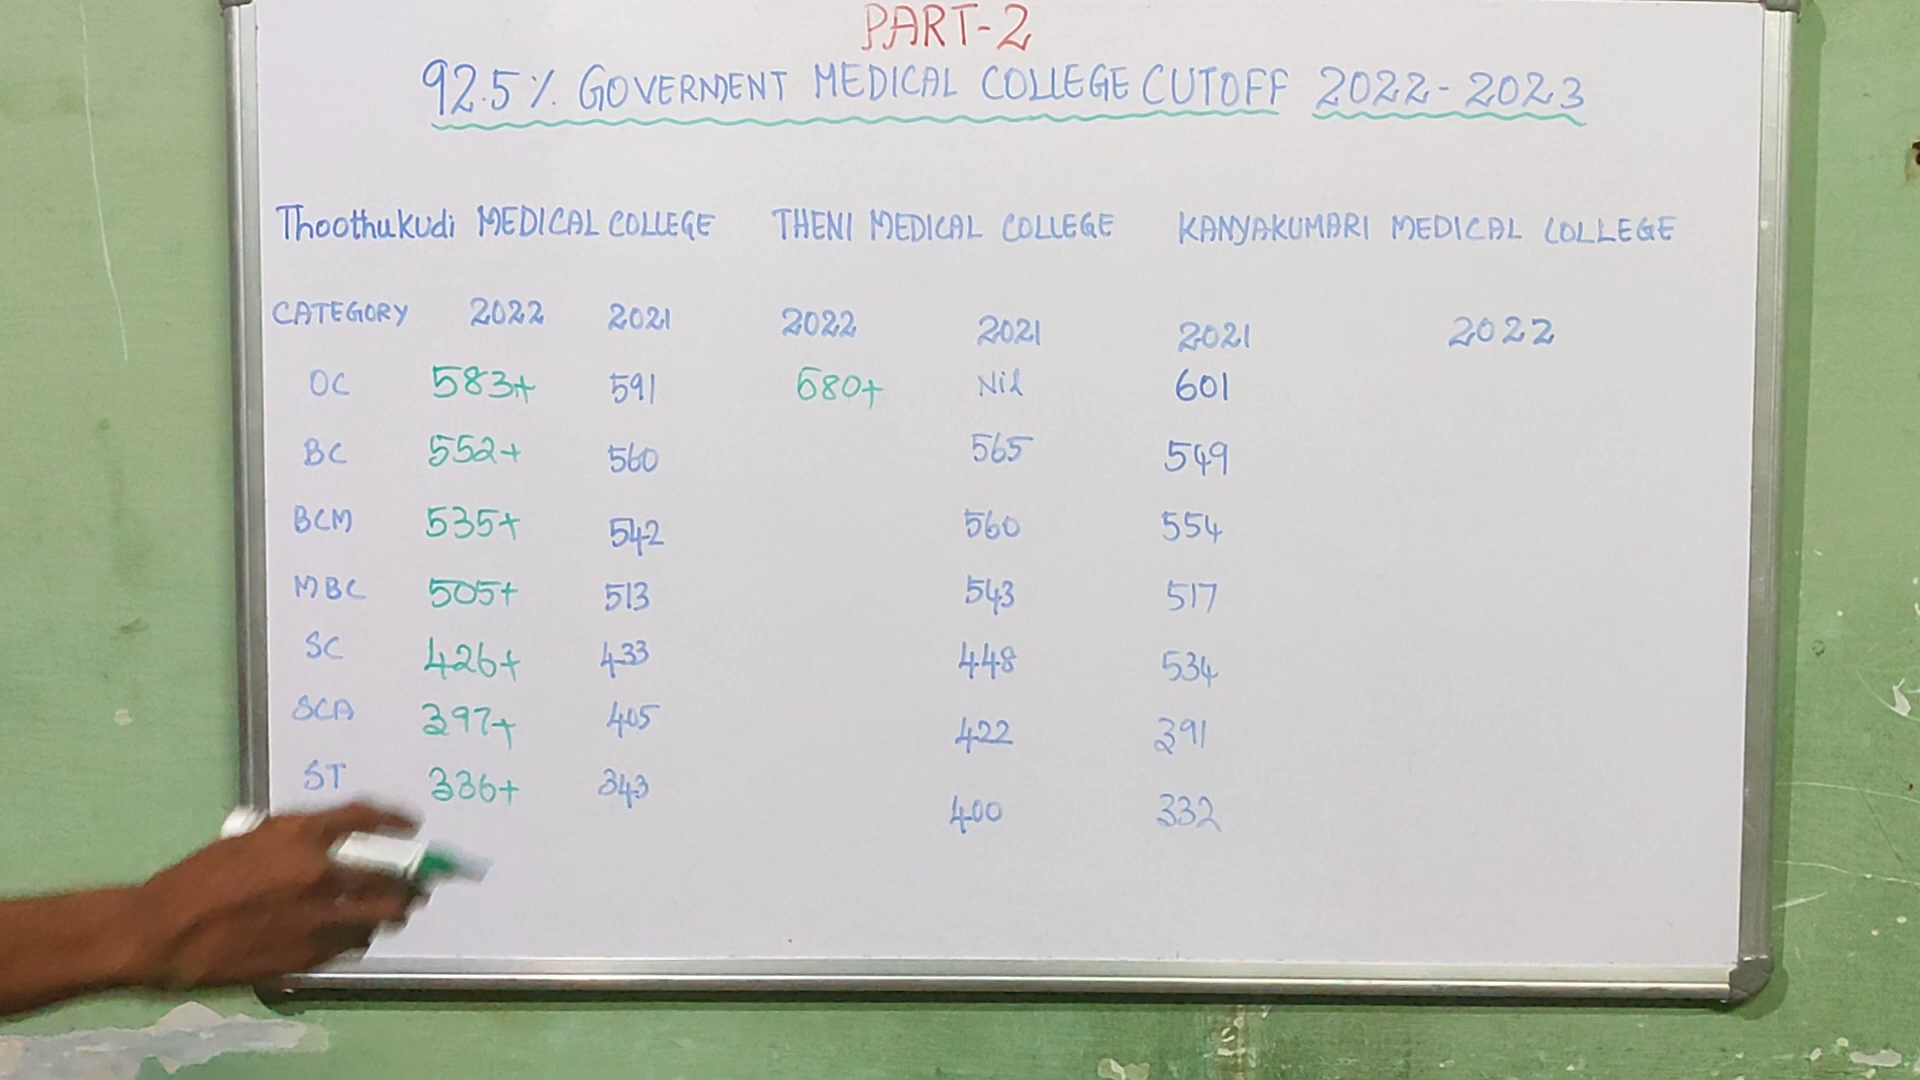 PART-2
92.5% GOVERNMENT MEDICAL COLLEGE CUTOFF 2022-2023
Thoothukudi MEDICAL COLLEGE THENI MEDICAL COLLEGE KANYAKUMARI MEDICAL COLLEGE
CATEGORY 2022 2021 2022 2021 2021 2022
OC 583+ 591 580+ Nil 601
BC 552+ 560 565 549
BCM 535+ 542 560 554
MBC 505+ 513 543 517
SC 426+ 433 448 534
SCA 397+ 405 422 391
ST 336+ 343 400 332